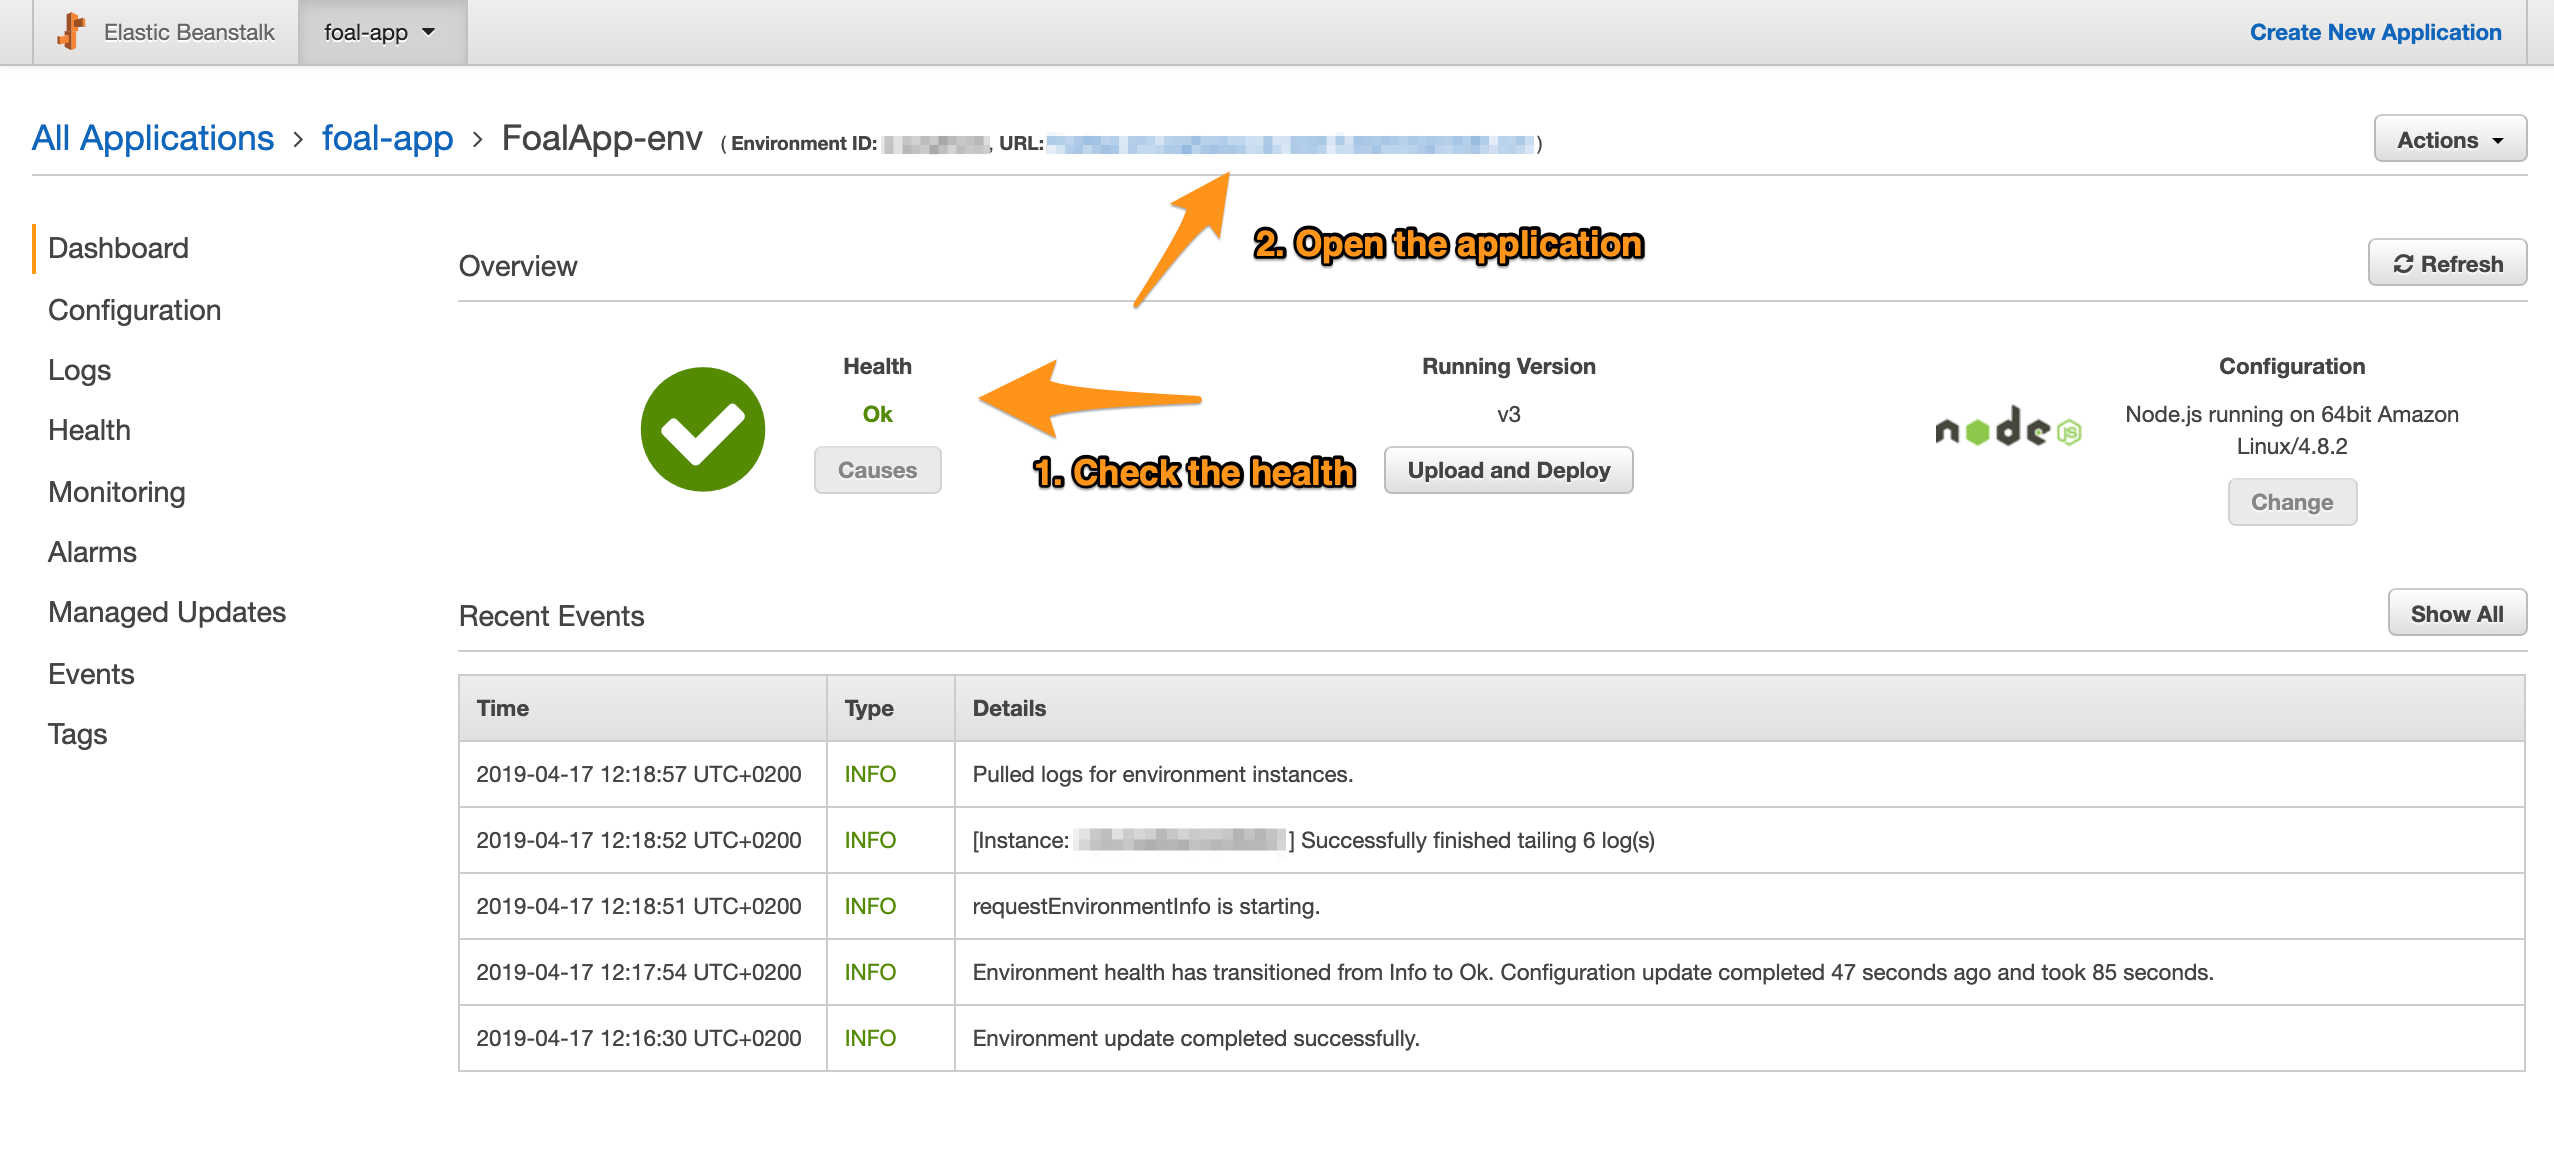 Elastic Beanstalk foal-app Create New Application
All Applications › foal-app › FoalApp-env ( Environment ID: , URL: ) Actions
Dashboard
Configuration
Logs
Health
Monitoring
Alarms
Managed Updates
Events
Tags
2. Open the application
Overview Refresh
Health
Ok
Causes
1. Check the health
Running Version
v3
Upload and Deploy
node JS
Configuration
Node.js running on 64bit Amazon
Linux/4.8.2
Change
Recent Events Show All
Time Type Details
2019-04-17 12:18:57 UTC+0200 INFO Pulled logs for environment instances.
2019-04-17 12:18:52 UTC+0200 INFO [Instance: ] Successfully finished tailing 6 log(s)
2019-04-17 12:18:51 UTC+0200 INFO requestEnvironmentInfo is starting.
2019-04-17 12:17:54 UTC+0200 INFO Environment health has transitioned from Info to Ok. Configuration update completed 47 seconds ago and took 85 seconds.
2019-04-17 12:16:30 UTC+0200 INFO Environment update completed successfully.